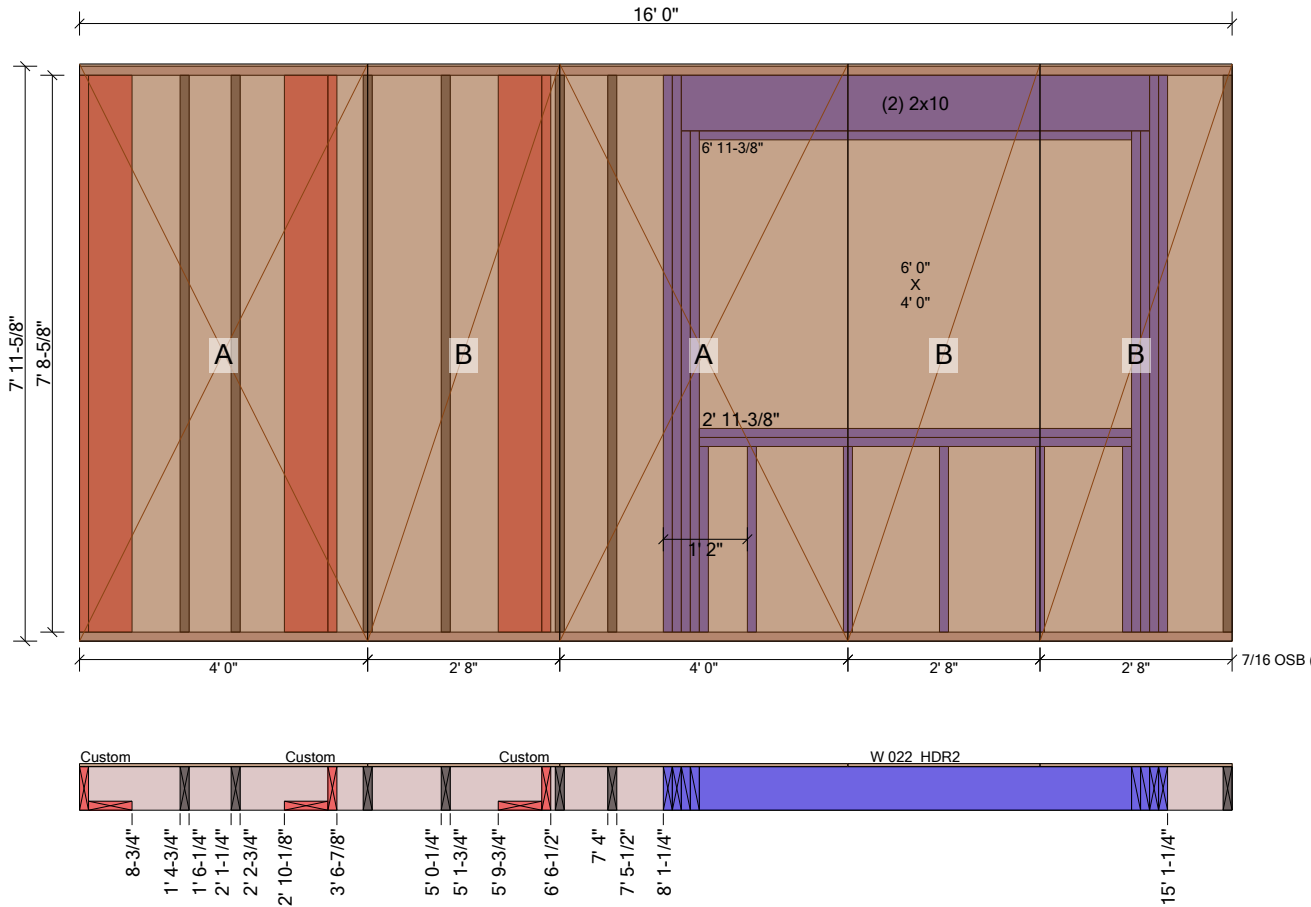 16' 0"
7' 11-5/8"
7' 8-5/8"
(2) 2x10
6' 11-3/8"
6' 0"
X
4' 0"
A
B
A
B
B
2' 11-3/8"
1' 2"
4' 0"
2' 8"
4' 0"
2' 8"
2' 8"
7/16 OSB (
Custom
Custom
Custom
W 022 HDR2
8-3/4"
1' 4-3/4"
1' 6-1/4"
2' 1-1/4"
2' 2-3/4"
2' 10-1/8"
3' 6-7/8"
5' 0-1/4"
5' 1-3/4"
5' 9-3/4"
6' 6-1/2"
7' 4"
7' 5-1/2"
8' 1-1/4"
15' 1-1/4"